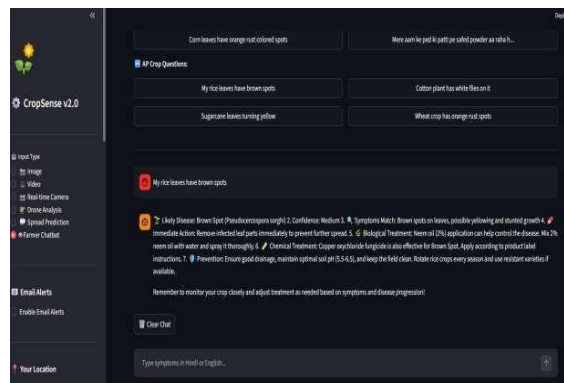 «
Dep
CropSense v2.0
Input Type
Image
Video
Real-time Camera
Drone Analysis
Spread Prediction
Farmer Chatbot
Email Alerts
Enable Email Alerts
Your Location
Corn leaves have orange rust colored spots
Mere aam ke ped ki patti pe safed powder aa raha h...
AP Crop Questions:
My rice leaves have brown spots
Cotton plant has white flies on it
Sugarcane leaves turning yellow
Wheat crop has orange rust spots
My rice leaves have brown spots
Likely Disease: Brown Spot (Pseudocercospora sorghi) 2. Confidence: Medium 3. Symptoms Match: Brown spots on leaves, possible yellowing and stunted growth 4.
Immediate Action: Remove infected leaf parts immediately to prevent further spread. 5. Biological Treatment: Neem oil (2%) application can help control the disease. Mix 2%
neem oil with water and spray it thoroughly. 6. Chemical Treatment: Copper oxychloride fungicide is also effective for Brown Spot. Apply according to product label
instructions. 7. Prevention: Ensure good drainage, maintain optimal soil pH (5.5-6.5), and keep the field clean. Rotate rice crops every season and use resistant varieties if
available.
Remember to monitor your crop closely and adjust treatment as needed based on symptoms and disease progression!
Clear Chat
Type symptoms in Hindi or English...